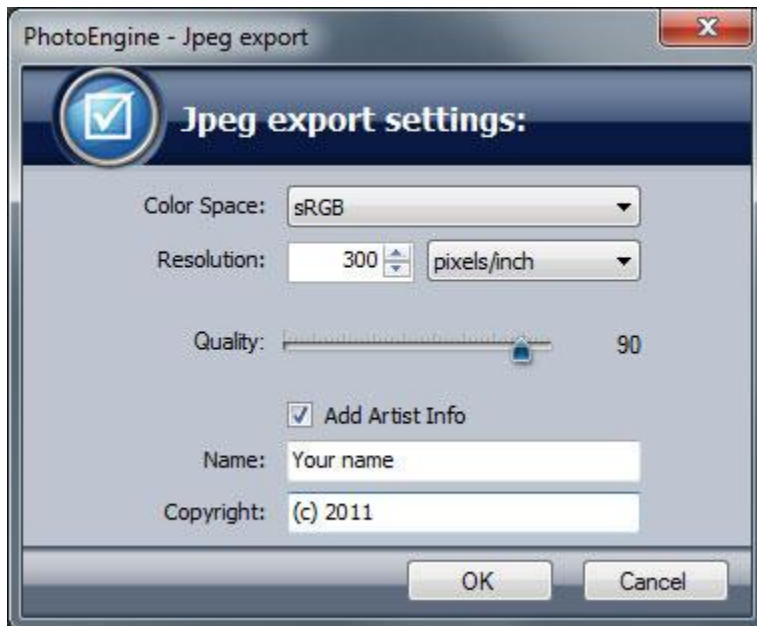 PhotoEngine - Jpeg export
Jpeg export settings:
Color Space: sRGB
Resolution: 300 pixels/inch
Quality: 90
Add Artist Info
Name: Your name
Copyright: (c) 2011
OK Cancel